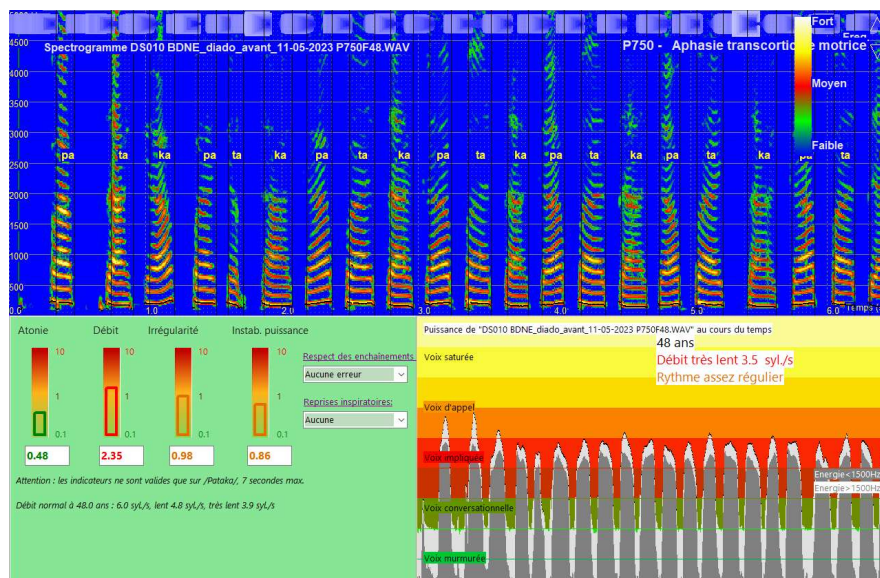 Fort
Freq
Spectrogramme DS010 BDNE_diado_avant_11-05-2023 P750F48.WAV
P750 - Aphasie transcorticale motrice
4500
4000
Moyen
3500
3000
Faible
2500
pa ta ka pa ta ka pa ta ka pa ta ka pa ta ka pa ta ka pa ta
2000
1500
1000
500
0.0 1.0 2.0 3.0 4.0 5.0 6.0 Temps
Atonie Débit Irrégularité Instab. puissance
10 10 10 10
1 1 1 1
0.1 0.1 0.1 0.1
0.48 2.35 0.98 0.86
Respect des enchaînements
Aucune erreur
Reprises inspiratoires:
Aucune
Attention : les indicateurs ne sont valides que sur /Pataka/, 7 secondes max.
Débit normal à 48.0 ans : 6.0 syl./s, lent 4.8 syl./s, très lent 3.9 syl./s
Puissance de "DS010 BDNE_diado_avant_11-05-2023 P750F48.WAV" au cours du temps
48 ans
Débit très lent 3.5 syl./s
Rythme assez régulier
Voix saturée
Voix d'appel
Voix impliquée
Energie<1500Hz
Energie>1500Hz
Voix conversationnelle
Voix murmurée